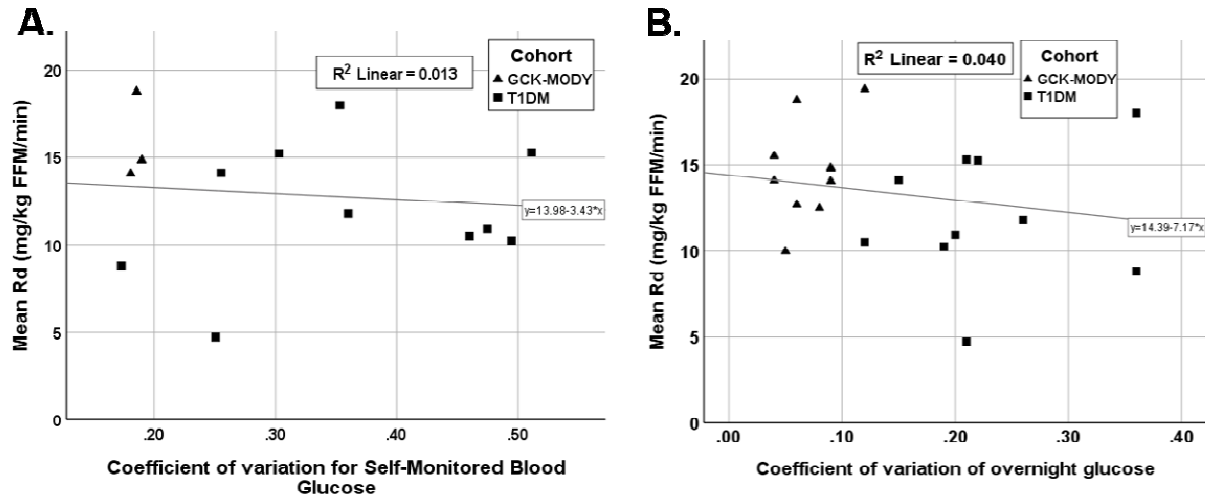 A.
R² Linear = 0.013
Cohort
GCK-MODY
T1DM
20
15
10
5
0
Mean Rd (mg/kg FFM/min)
y=13.98-3.43*x
.20
.30
.40
.50
Coefficient of variation for Self-Monitored Blood
Glucose
B.
R² Linear = 0.040
Cohort
GCK-MODY
T1DM
20
15
10
5
0
Mean Rd (mg/kg FFM/min)
y=14.39-7.17*x
.00
.10
.20
.30
.40
Coefficient of variation of overnight glucose